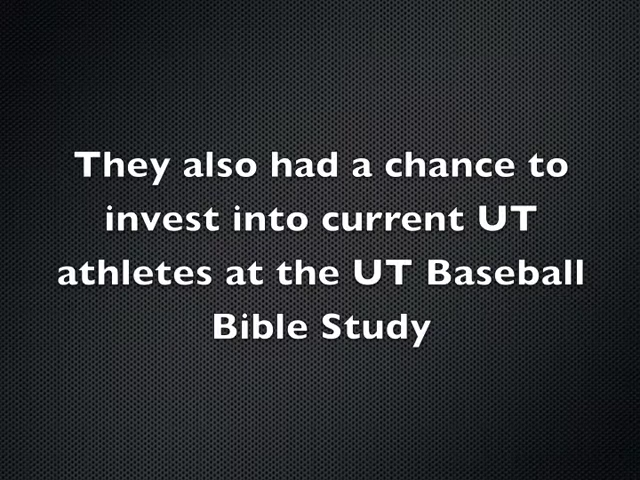 They also had a chance to
invest into current UT
athletes at the UT Baseball
Bible Study